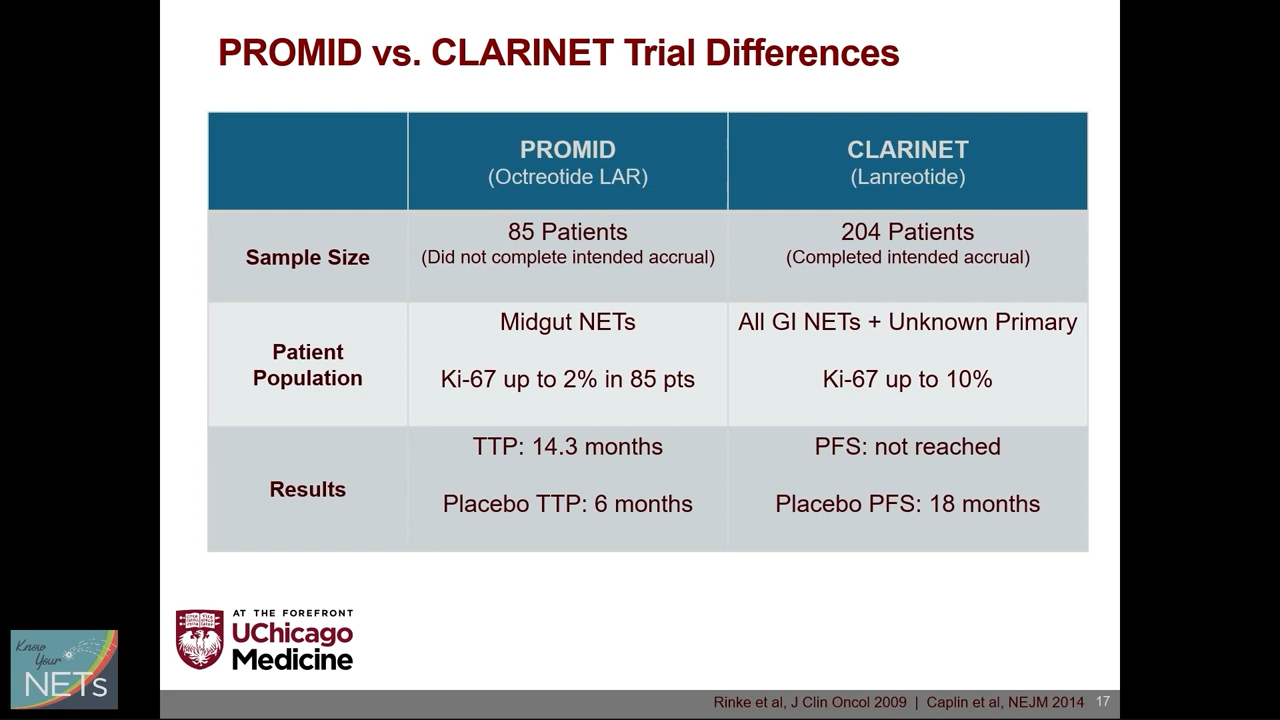 PROMID vs. CLARINET Trial Differences
PROMID
(Octreotide LAR)
CLARINET
(Lanreotide)
Sample Size
85 Patients
(Did not complete intended accrual)
204 Patients
(Completed intended accrual)
Patient
Population
Midgut NETs
Ki-67 up to 2% in 85 pts
All GI NETs + Unknown Primary
Ki-67 up to 10%
Results
TTP: 14.3 months
Placebo TTP: 6 months
PFS: not reached
Placebo PFS: 18 months
AT THE FOREFRONT
UChicago
Medicine
Know
Your
NETs
Rinke et al, J Clin Oncol 2009 | Caplin et al, NEJM 2014 17